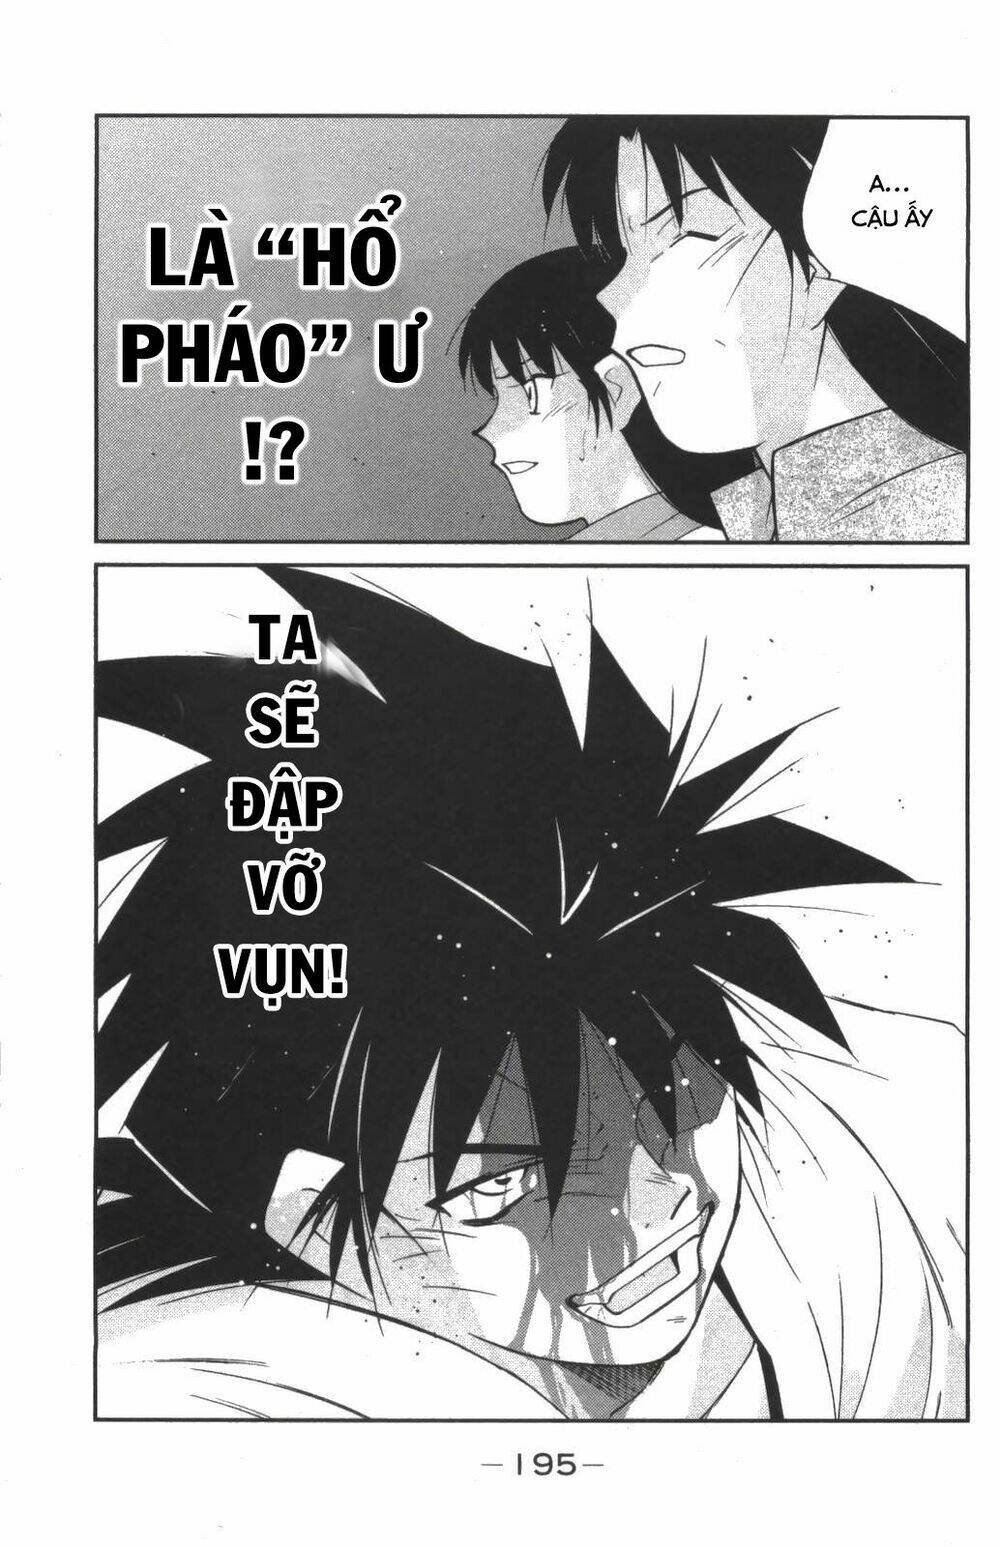 A...
CẬU ẤY
LÀ “HỔ
PHÁO” Ư
!?
TA
SẼ
ĐẬP
VỠ
VỤN!
—195—